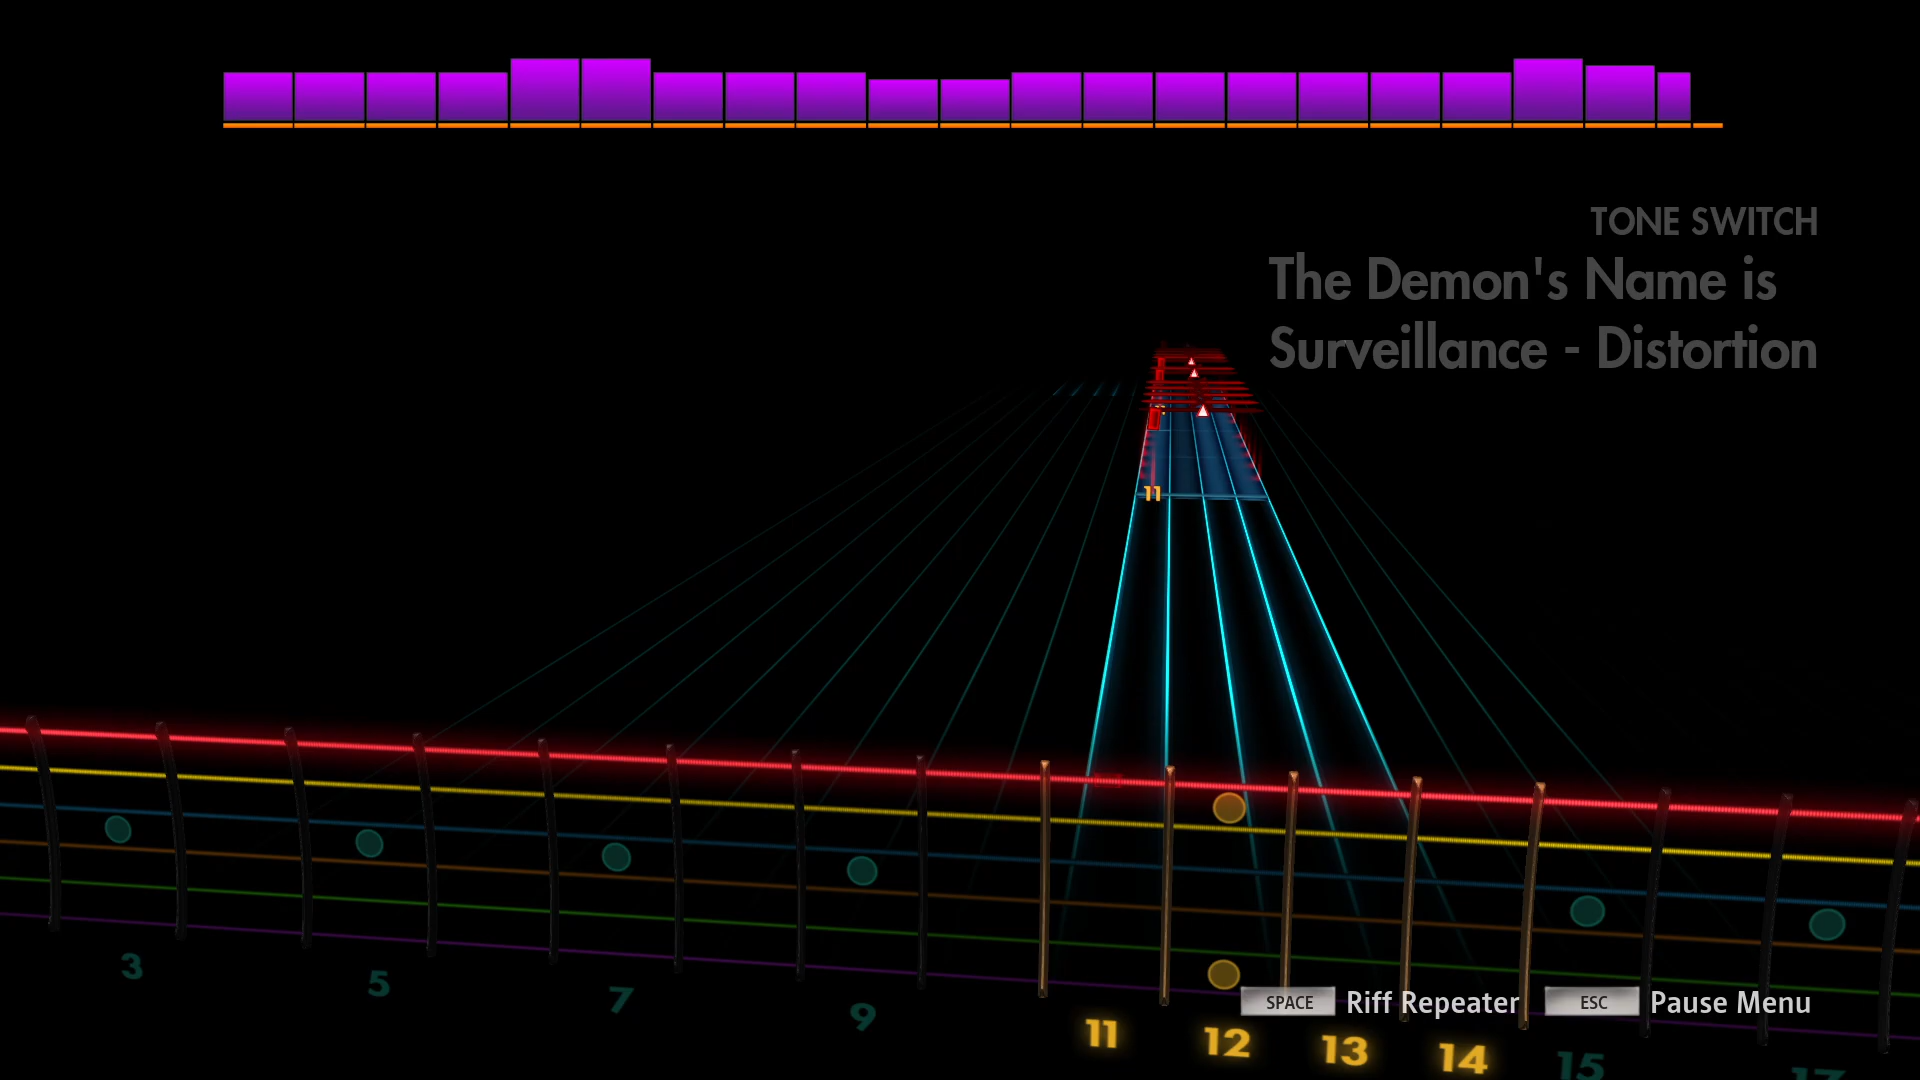 TONE SWITCH
The Demon's Name is
Surveillance - Distortion
11
3
5
7
9
11
12
13
14
15
17
SPACE Riff Repeater ESC Pause Menu